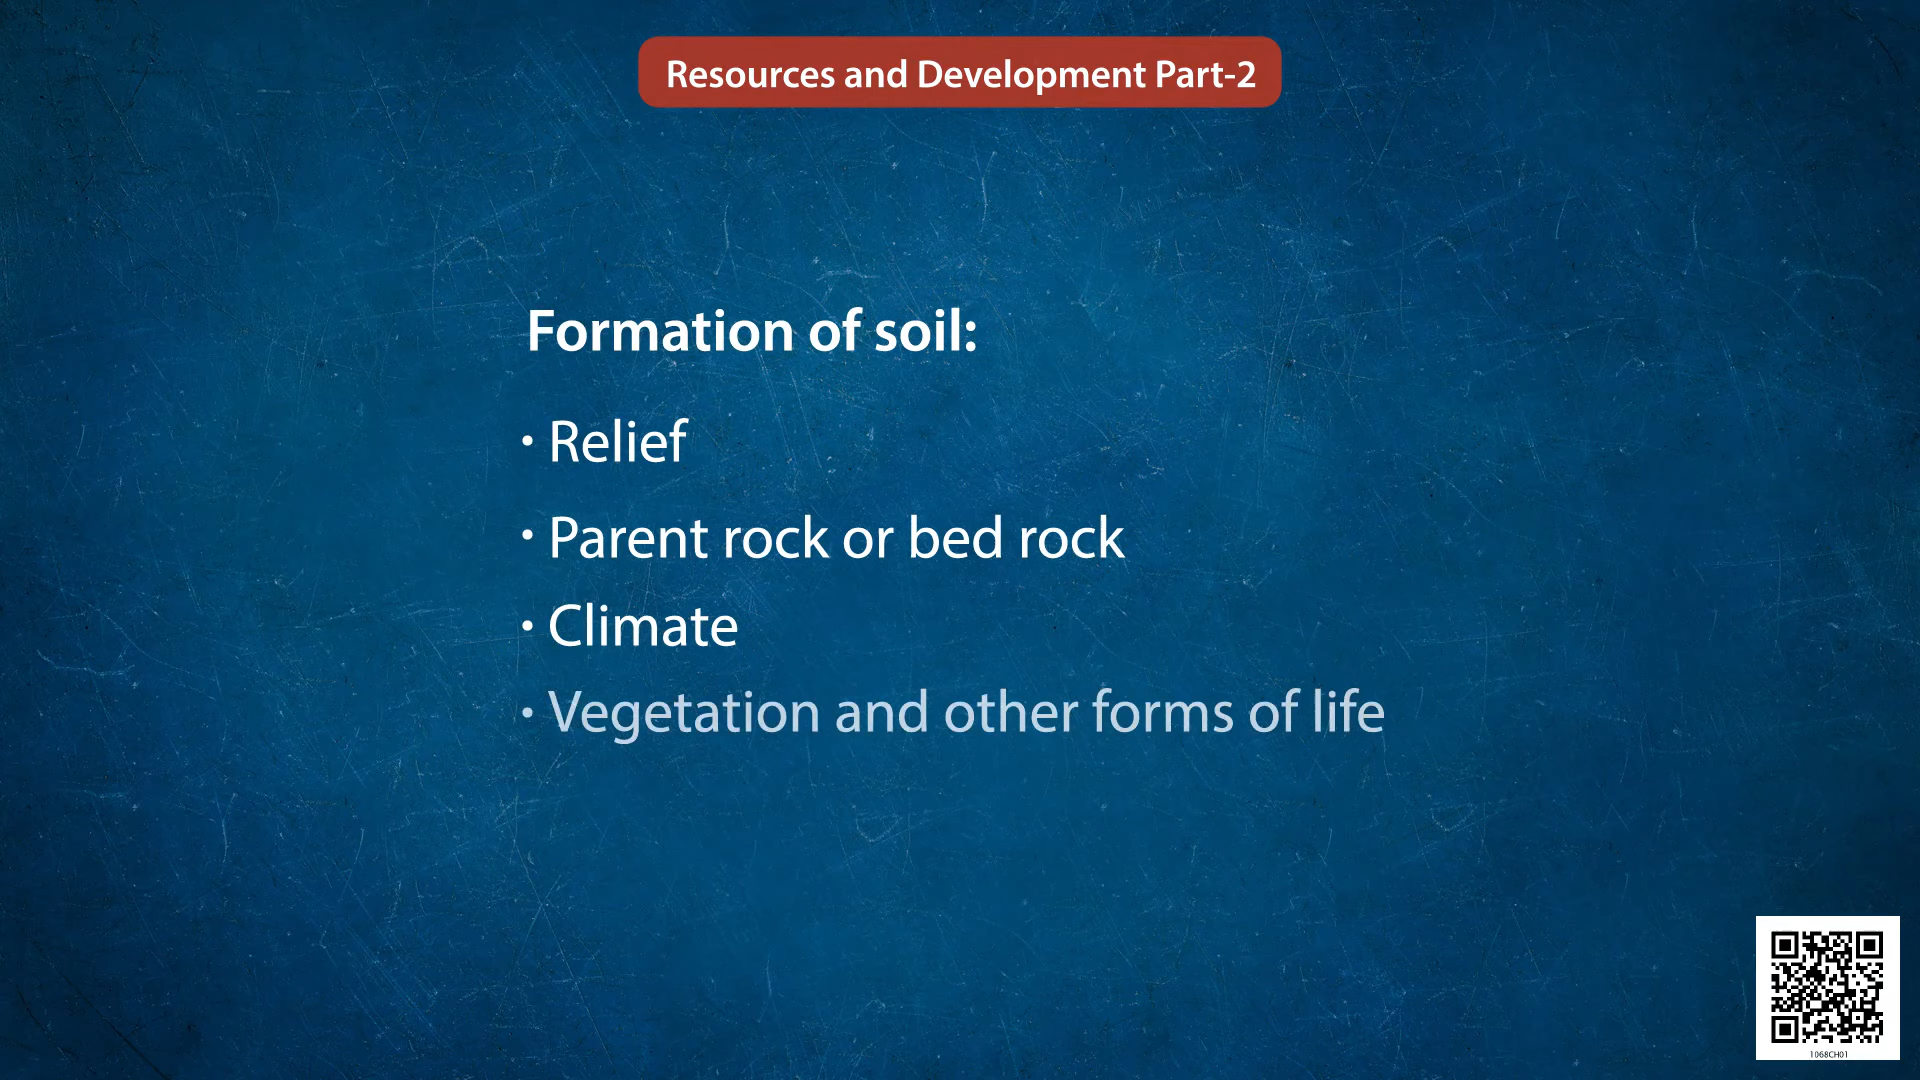 Resources and Development Part-2
Formation of soil:
• Relief
• Parent rock or bed rock
• Climate
• Vegetation and other forms of life
1068CH01